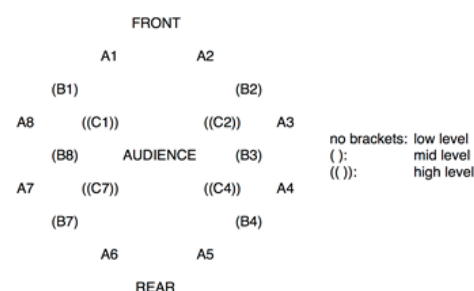 FRONT
A1 A2
(B1) (B2)
A8 ((C1)) ((C2)) A3
(B8) AUDIENCE (B3)
A7 ((C7)) ((C4)) A4
(B7) (B4)
A6 A5
REAR
no brackets: low level
( ): mid level
(( )): high level